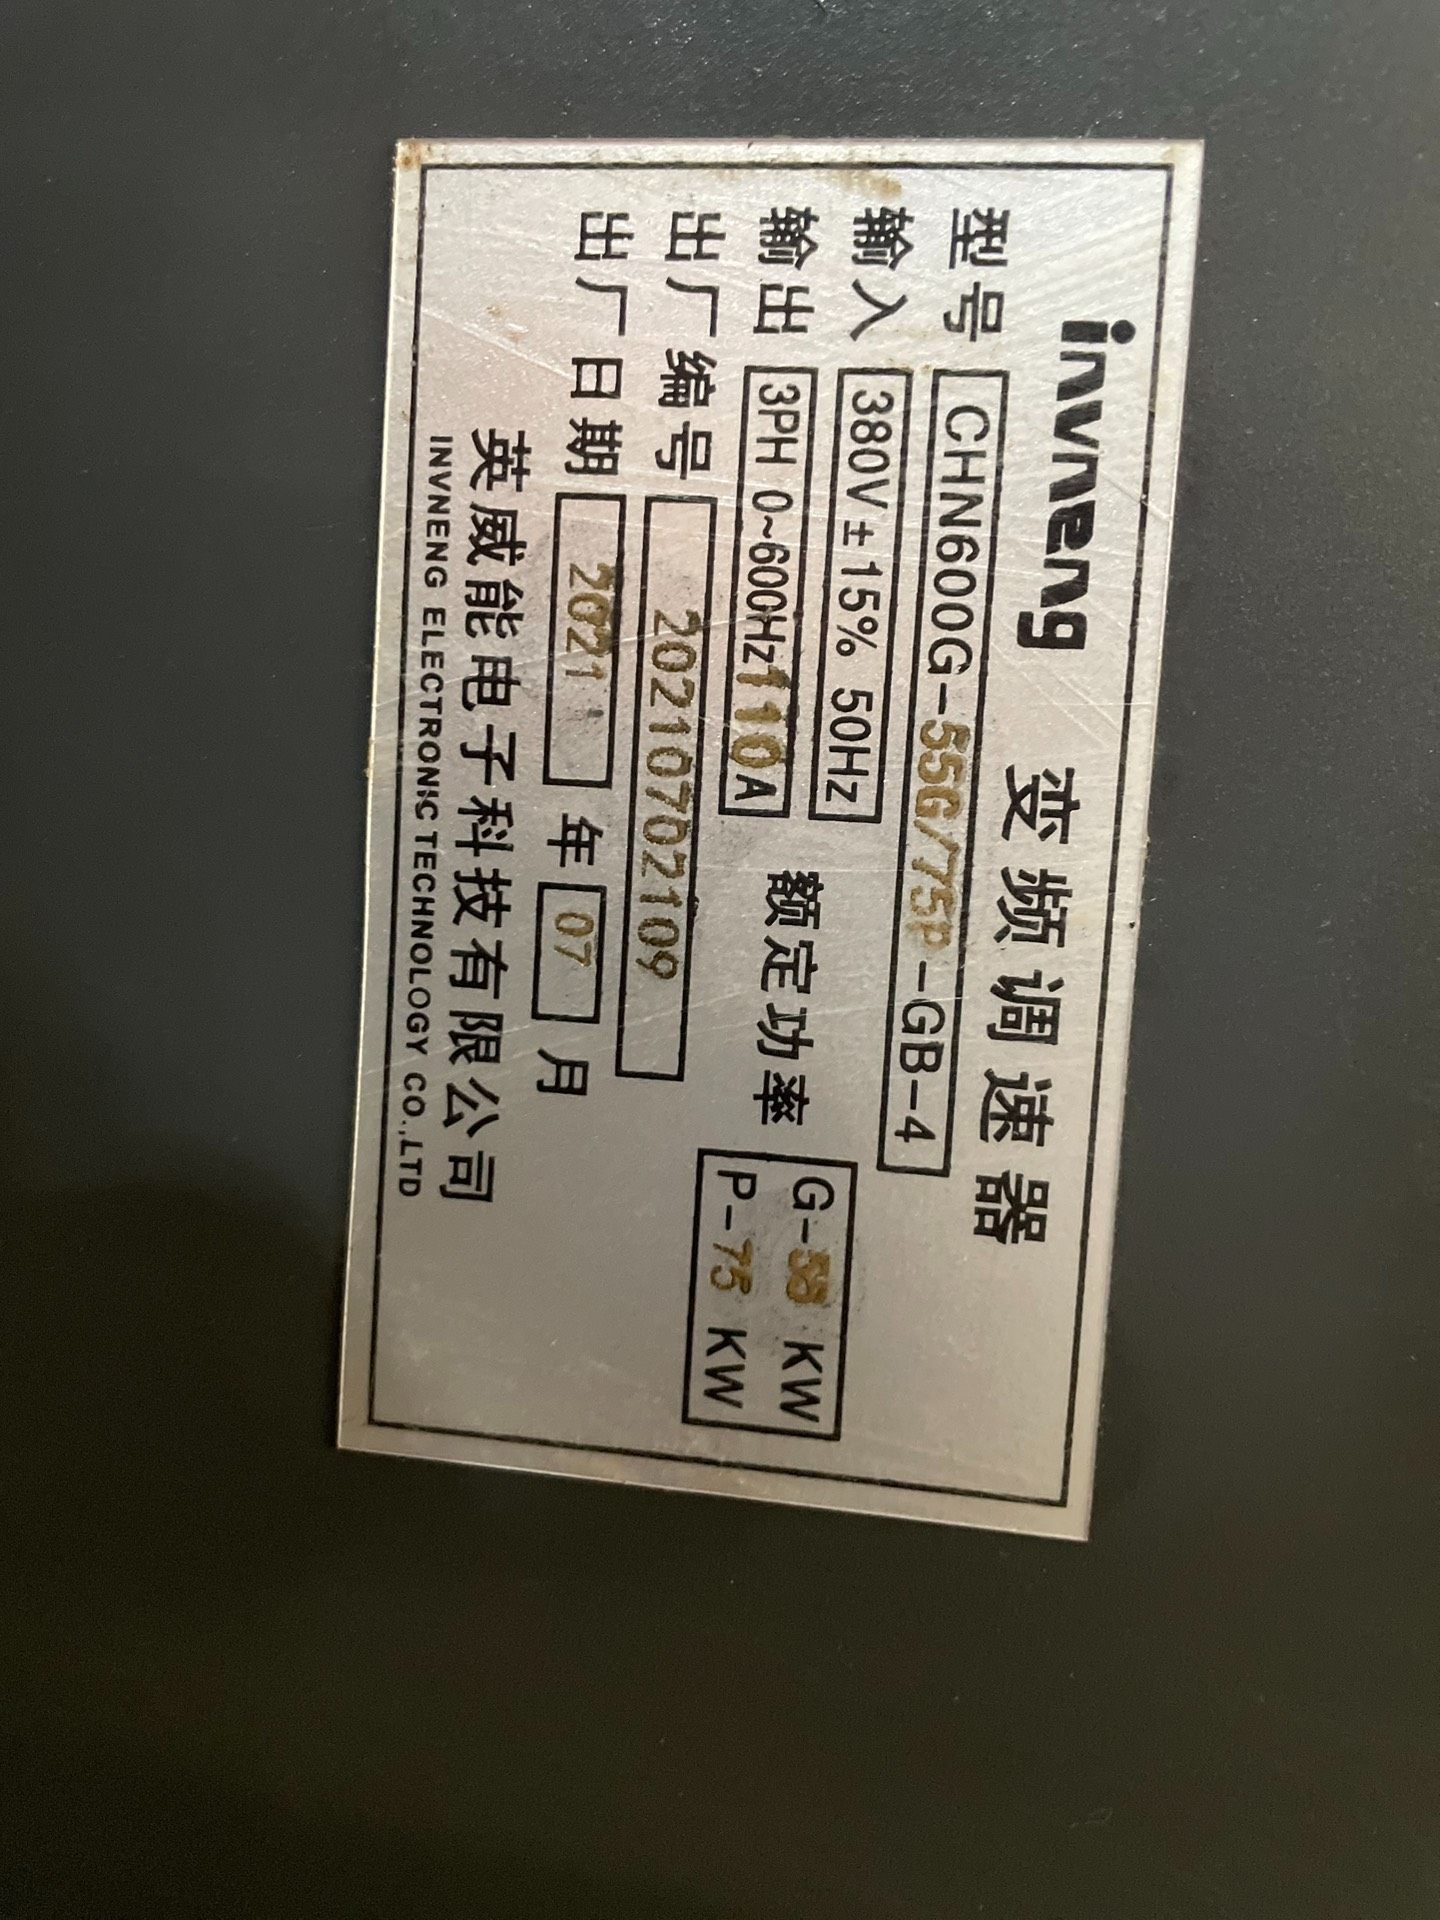 invneng 变频调速器
型号 CHN600G-55G/75P-GB-4
输入 380V±15% 50Hz
输出 3PH 0~600Hz110A 额定功率 G-55 KW
P-75 KW
出厂编号 20210702109
出厂日期 2021 年 07 月
英威能电子科技有限公司
INVNENG ELECTRONIC TECHNOLOGY CO.,LTD